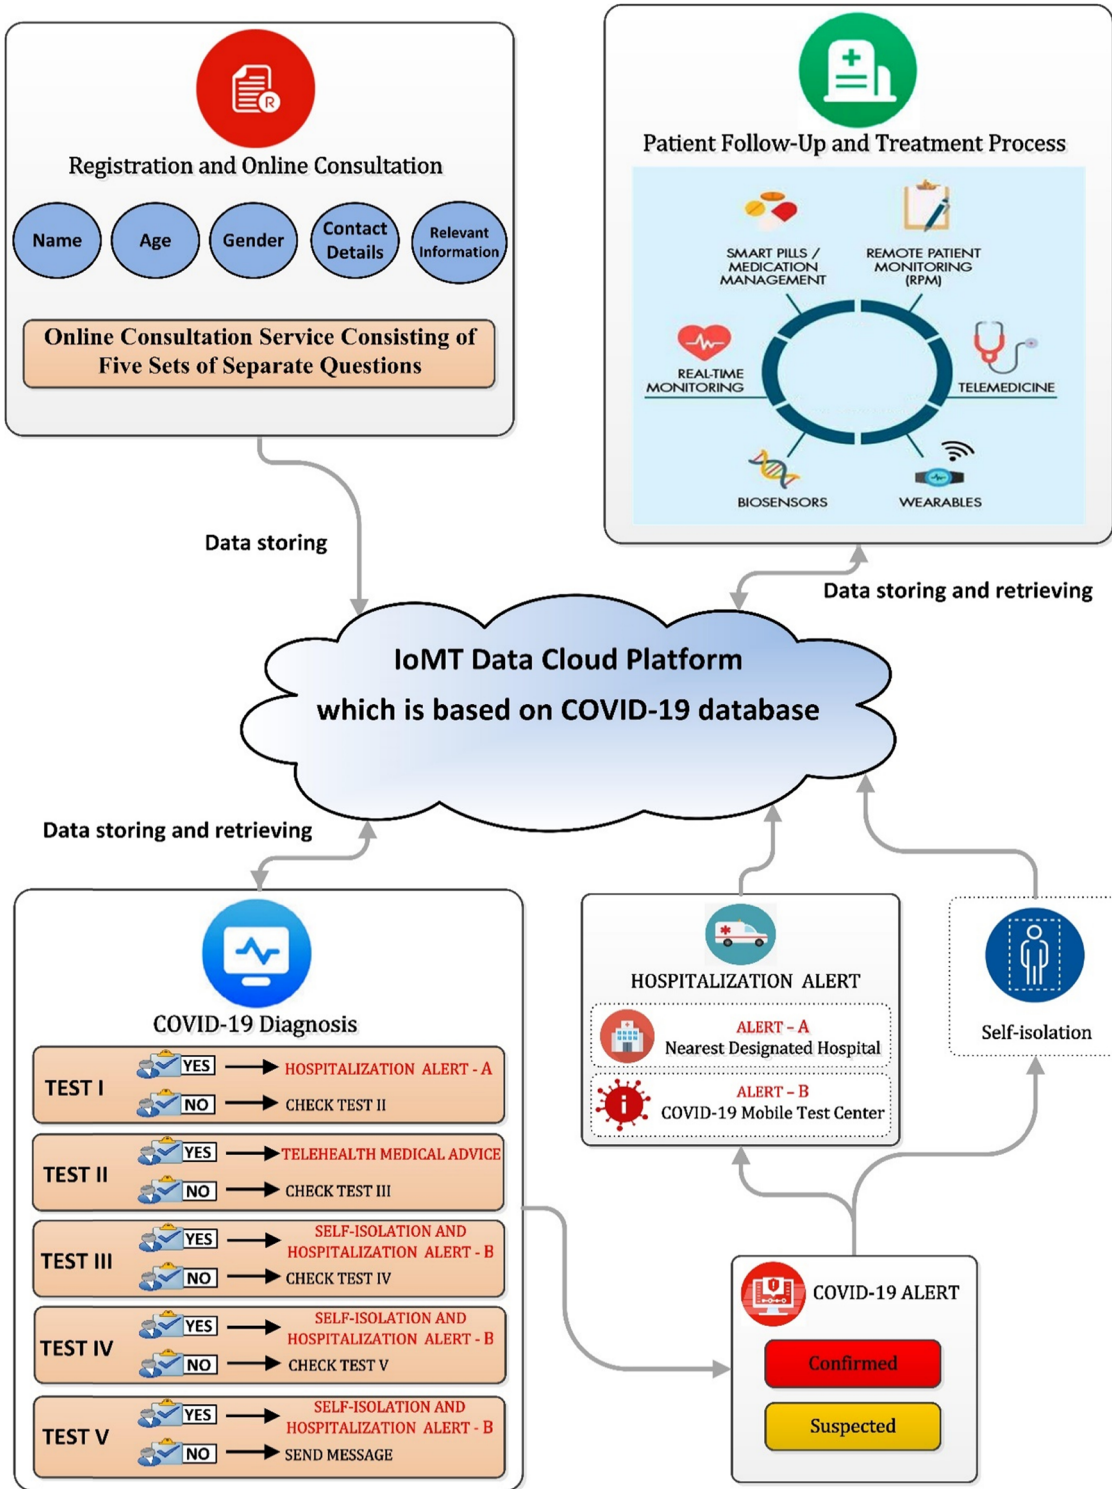 Registration and Online Consultation
Name
Age
Gender
Contact
Details
Relevant
Information
Online Consultation Service Consisting of
Five Sets of Separate Questions
Patient Follow-Up and Treatment Process
SMART PILLS /
MEDICATION
MANAGEMENT
REMOTE PATIENT
MONITORING
(RPM)
REAL-TIME
MONITORING
TELEMEDICINE
BIOSENSORS
WEARABLES
Data storing
Data storing and retrieving
IoMT Data Cloud Platform
which is based on COVID-19 database
Data storing and retrieving
COVID-19 Diagnosis
TEST I
YES
HOSPITALIZATION ALERT - A
NO
CHECK TEST II
TEST II
YES
TELEHEALTH MEDICAL ADVICE
NO
CHECK TEST III
TEST III
YES
SELF-ISOLATION AND
HOSPITALIZATION ALERT - B
NO
CHECK TEST IV
TEST IV
YES
SELF-ISOLATION AND
HOSPITALIZATION ALERT - B
NO
CHECK TEST V
TEST V
YES
SELF-ISOLATION AND
HOSPITALIZATION ALERT - B
NO
SEND MESSAGE
HOSPITALIZATION ALERT
ALERT – A
Nearest Designated Hospital
ALERT – B
COVID-19 Mobile Test Center
Self-isolation
COVID-19 ALERT
Confirmed
Suspected